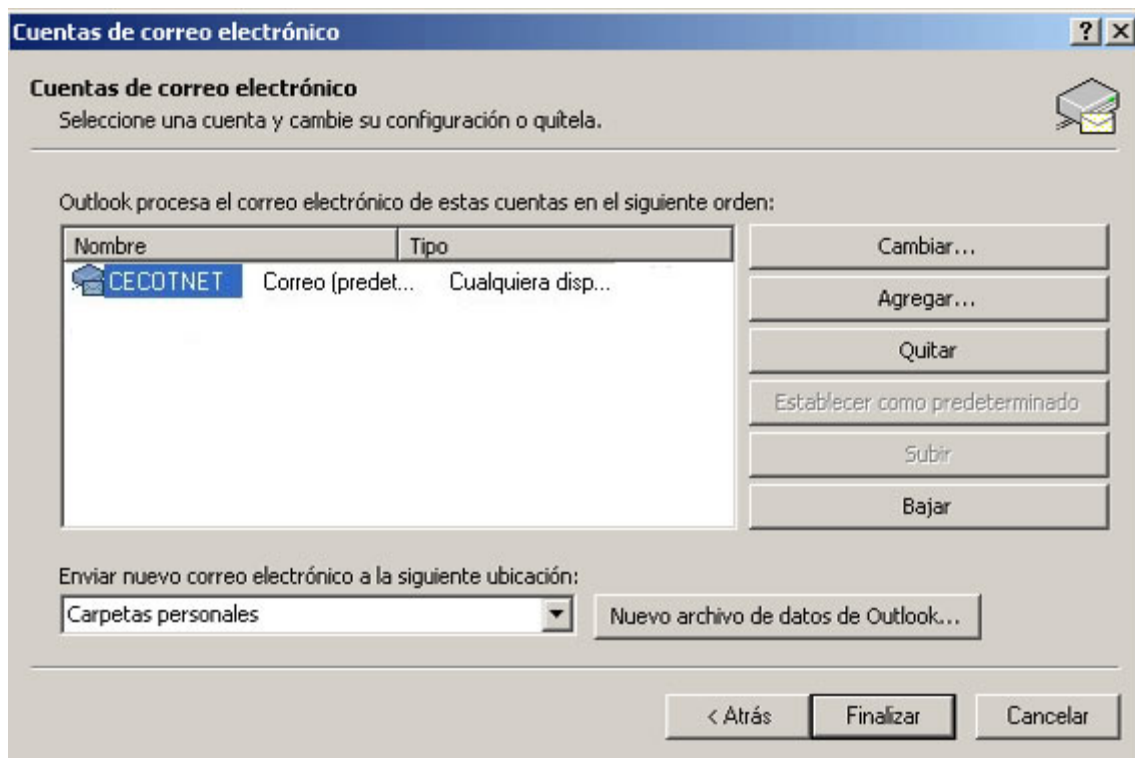 Cuentas de correo electrónico
Cuentas de correo electrónico
Seleccione una cuenta y cambie su configuración o quítela.
Outlook procesa el correo electrónico de estas cuentas en el siguiente orden:
Nombre Tipo
CECOTNET Correo (predet... Cualquiera disp...
Cambiar...
Agregar...
Quitar
Establecer como predeterminado
Subir
Bajar
Enviar nuevo correo electrónico a la siguiente ubicación:
Carpetas personales
Nuevo archivo de datos de Outlook...
< Atrás Finalizar Cancelar